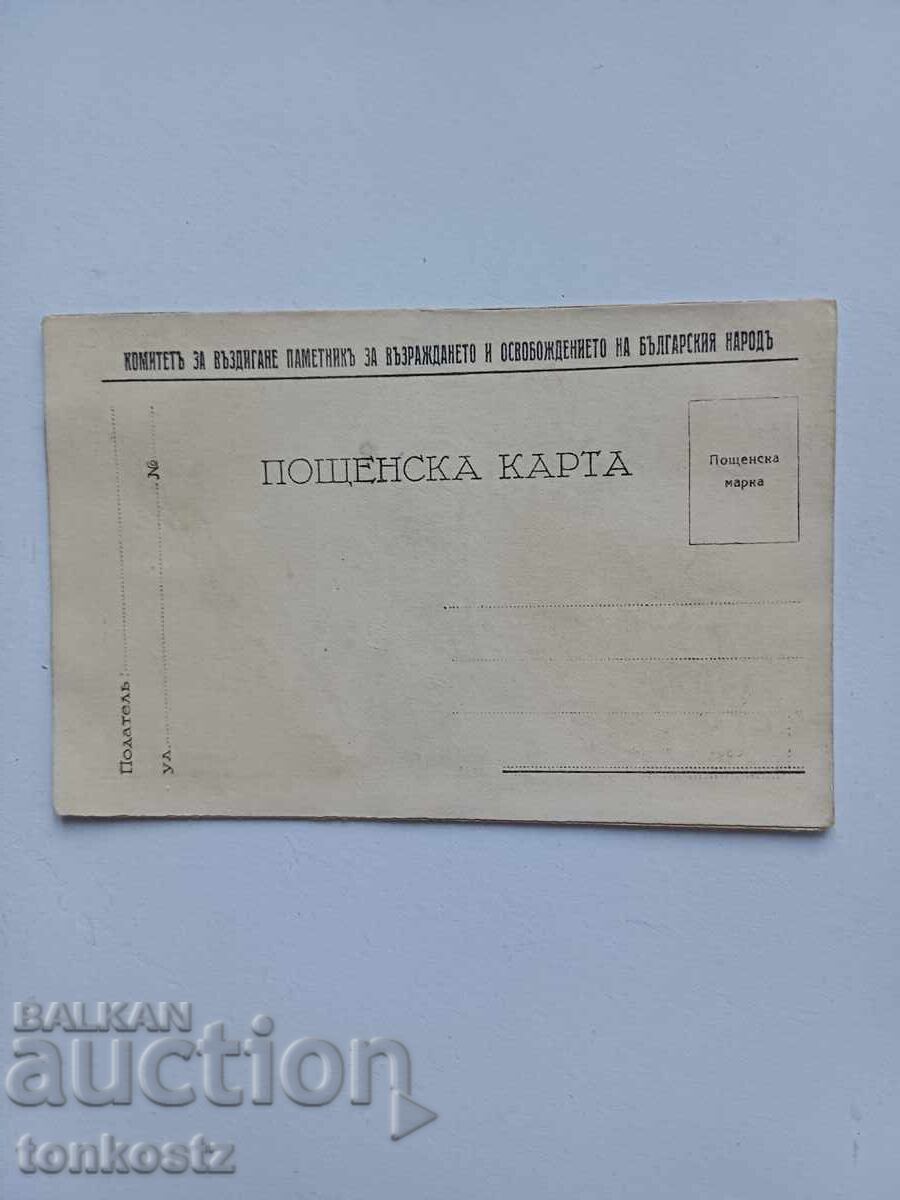 КОМИТЕТЪ ЗА ВЪЗДИГАНЕ ПАМЕТНИКЪ ЗА ВЪЗРАЖДАНЕТО И ОСВОБОЖДЕНИЕТО НА БЪЛГАРСКИЯ НАРОДЪ
ПОЩЕНСКА КАРТА
Пощенска
марка
Подателъ:
ул. №
BALKAN
auction
tonkostz